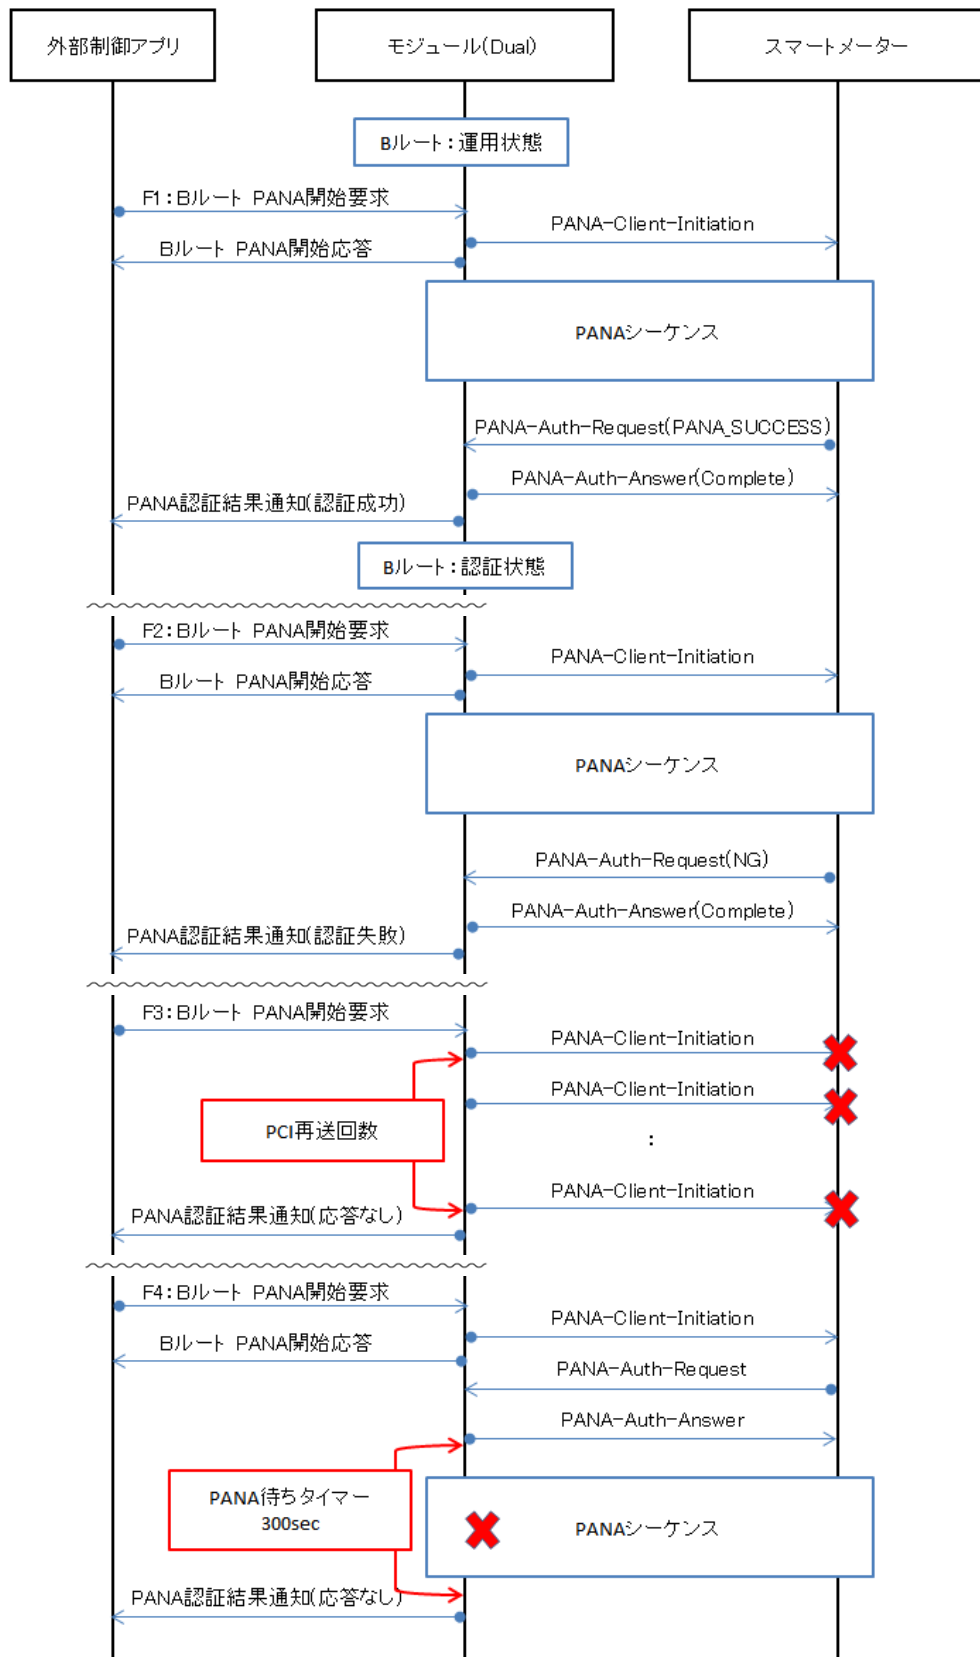 外部制御アプリ
モジュール(Dual)
スマートメーター
Bルート：運用状態
F1：Bルート PANA開始要求
PANA-Client-Initiation
Bルート PANA開始応答
PANAシーケンス
PANA-Auth-Request(PANA_SUCCESS)
PANA-Auth-Answer(Complete)
PANA認証結果通知(認証成功)
Bルート：認証状態
F2：Bルート PANA開始要求
PANA-Client-Initiation
Bルート PANA開始応答
PANAシーケンス
PANA-Auth-Request(NG)
PANA-Auth-Answer(Complete)
PANA認証結果通知(認証失敗)
F3：Bルート PANA開始要求
PANA-Client-Initiation
PANA-Client-Initiation
PCI再送回数
：
PANA-Client-Initiation
PANA認証結果通知(応答なし)
F4：Bルート PANA開始要求
PANA-Client-Initiation
Bルート PANA開始応答
PANA-Auth-Request
PANA-Auth-Answer
PANA待ちタイマー
300sec
PANAシーケンス
PANA認証結果通知(応答なし)